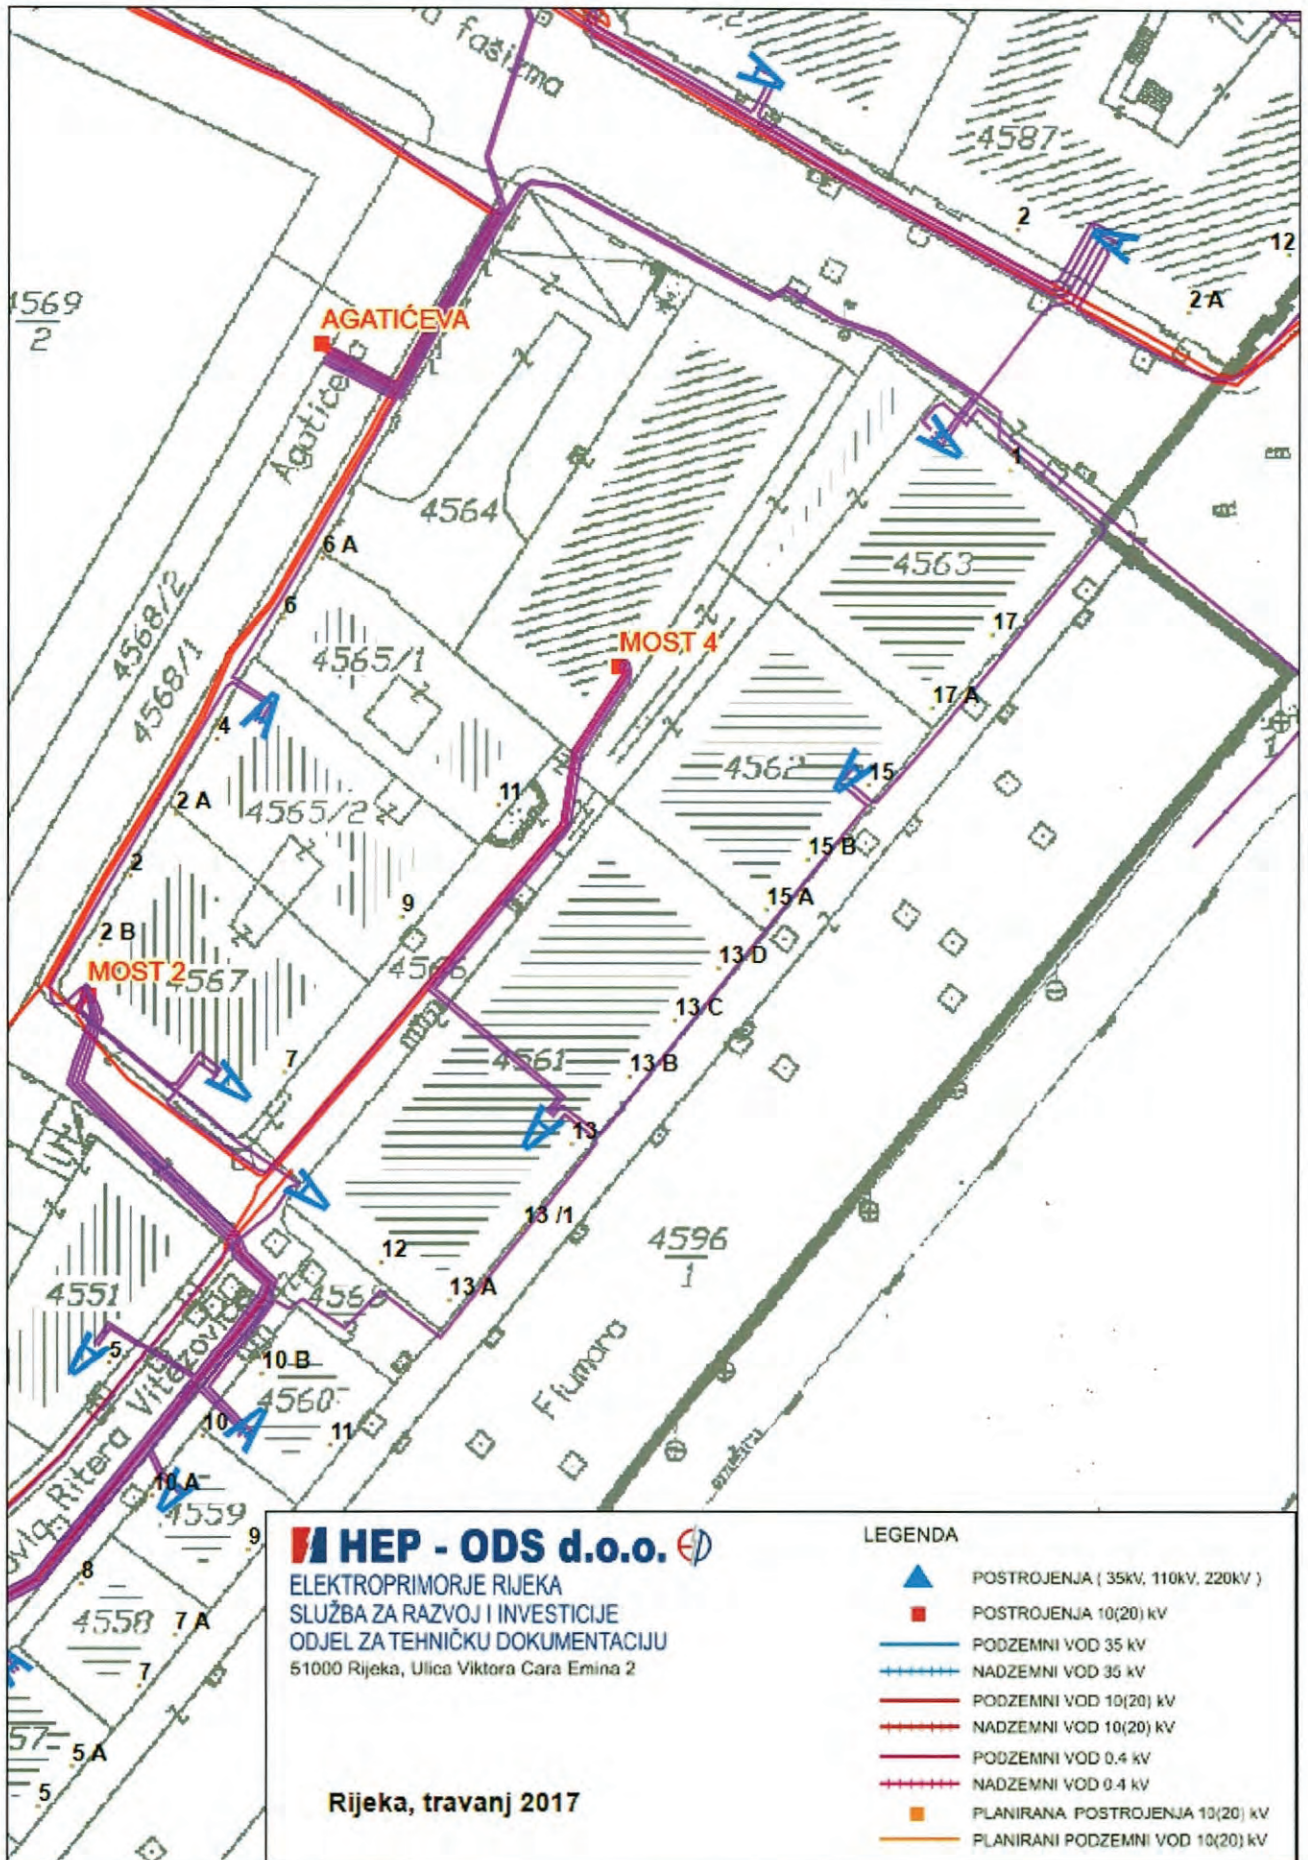 fašizma
4587
2
12
2 A
4569
2
AGATIĆEVA
1
4564
6 A
4563
4568/2
4568/1
6
4565/1
MOST 4
17
17 A
4
4562
15
2 A
4565/2
11
15 B
2
15 A
9
2 B
13 D
MOST 2
4567
13 C
7
4561
13 B
13
13 /1
4596
1
12
4551
13 A
5
10 B
Fiumara
4560
10
11
Ritera Vitezovića
10 A
4559
9
8
4558
7 A
7
57
5 A
5
HEP - ODS d.o.o.
ELEKTROPRIMORJE RIJEKA
SLUŽBA ZA RAZVOJ I INVESTICIJE
ODJEL ZA TEHNIČKU DOKUMENTACIJU
51000 Rijeka, Ulica Viktora Cara Emina 2
Rijeka, travanj 2017
LEGENDA
POSTROJENJA ( 35kV, 110kV, 220kV )
POSTROJENJA 10(20) kV
PODZEMNI VOD 35 kV
NADZEMNI VOD 35 kV
PODZEMNI VOD 10(20) kV
NADZEMNI VOD 10(20) kV
PODZEMNI VOD 0.4 kV
NADZEMNI VOD 0.4 kV
PLANIRANA POSTROJENJA 10(20) kV
PLANIRANI PODZEMNI VOD 10(20) kV